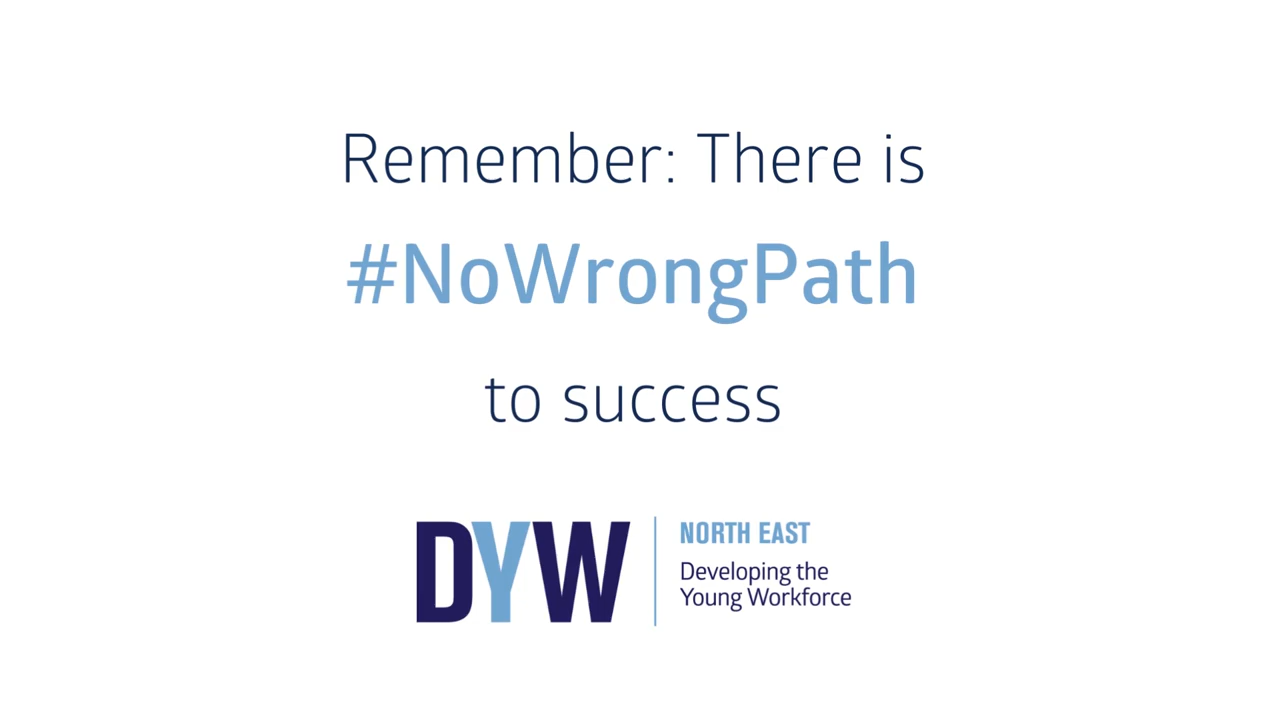 Remember: There is
#NoWrongPath
to success
DYW
NORTH EAST
Developing the
Young Workforce